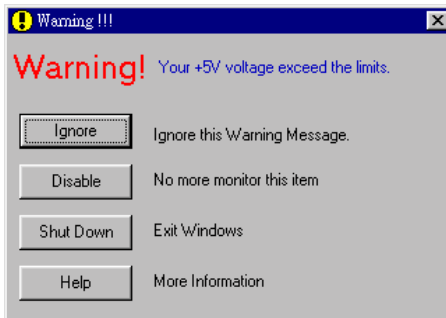 Warning !!!
Warning! Your +5V voltage exceed the limits.
Ignore Ignore this Warning Message.
Disable No more monitor this item
Shut Down Exit Windows
Help More Information